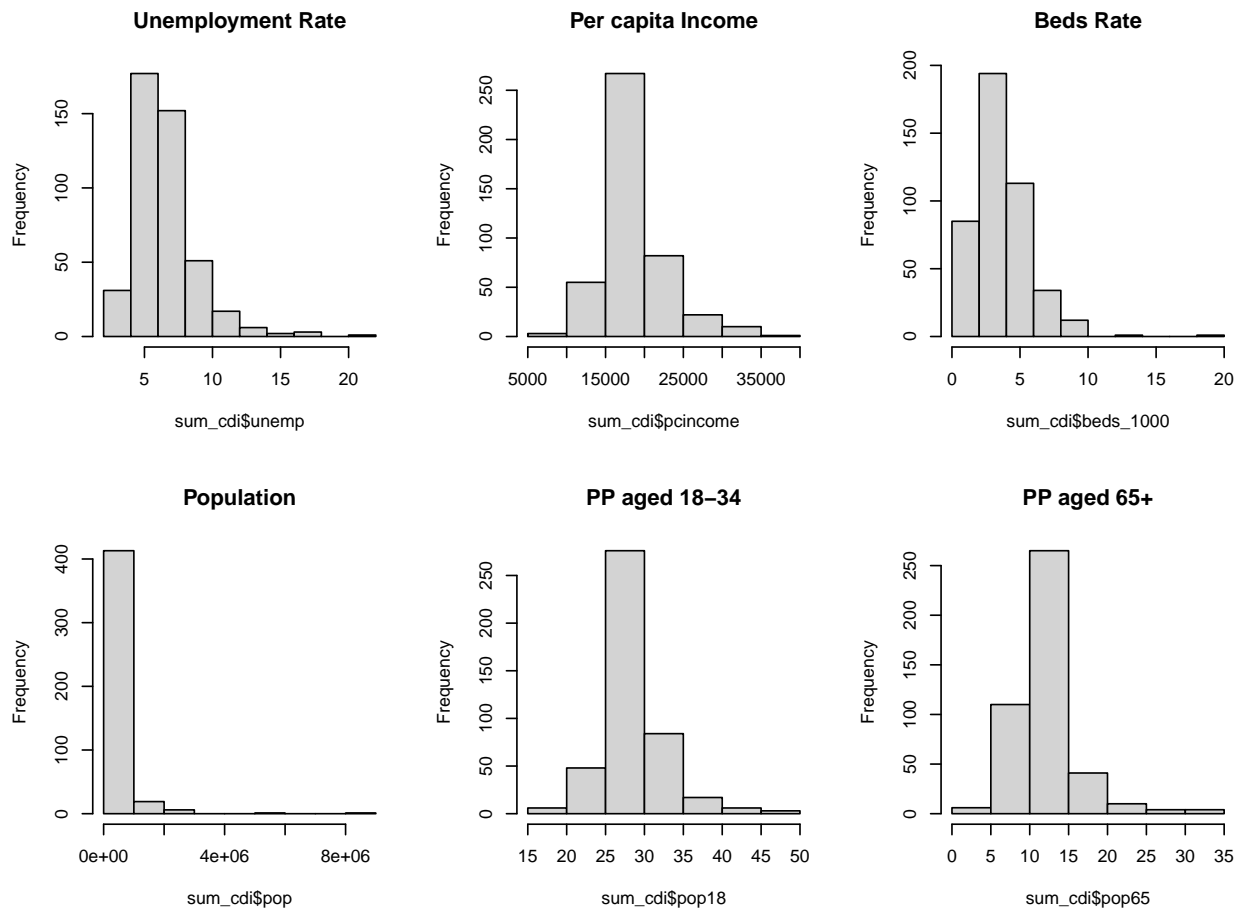 Unemployment Rate
Frequency
0
50
100
150
5
10
15
20
sum_cdi$unemp
Per capita Income
Frequency
0
50
100
150
200
250
5000
15000
25000
35000
sum_cdi$pcincome
Beds Rate
Frequency
0
50
100
150
200
0
5
10
15
20
sum_cdi$beds_1000
Population
Frequency
0
100
200
300
400
0e+00
4e+06
8e+06
sum_cdi$pop
PP aged 18−34
Frequency
0
50
100
150
200
250
15
20
25
30
35
40
45
50
sum_cdi$pop18
PP aged 65+
Frequency
0
50
100
150
200
250
0
5
10
15
20
25
30
35
sum_cdi$pop65